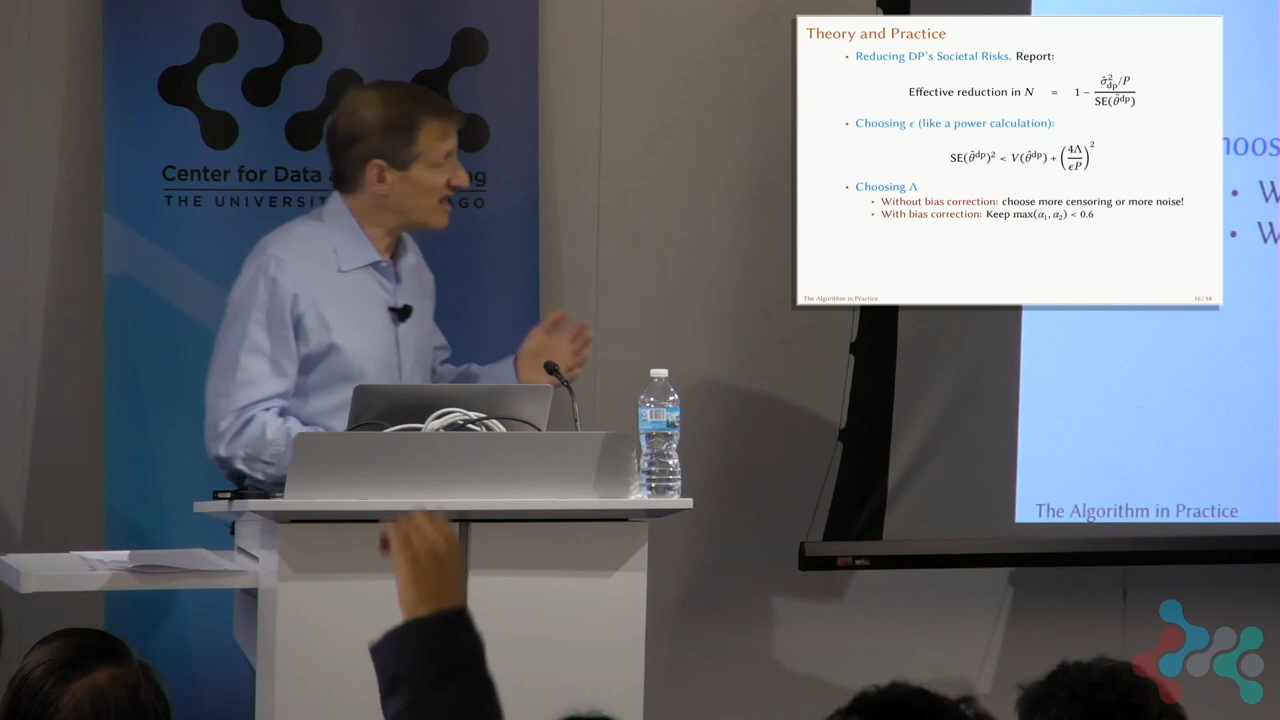 Center for Data
ng
THE UNIVERSIT
AGO
Theory and Practice
• Reducing DP's Societal Risks. Report:
Effective reduction in N = 1 − σ̂²dp/P / SE(θ̃dp)
• Choosing ϵ (like a power calculation):
SE(θ̃dp)² < V(θ̂dp) + (4Λ/ϵP)²
• Choosing Λ
• Without bias correction: choose more censoring or more noise!
• With bias correction: Keep max(α₁, α₂) < 0.6
The Algorithm in Practice 16 / 18
hoos
• W
• W
The Algorithm in Practice